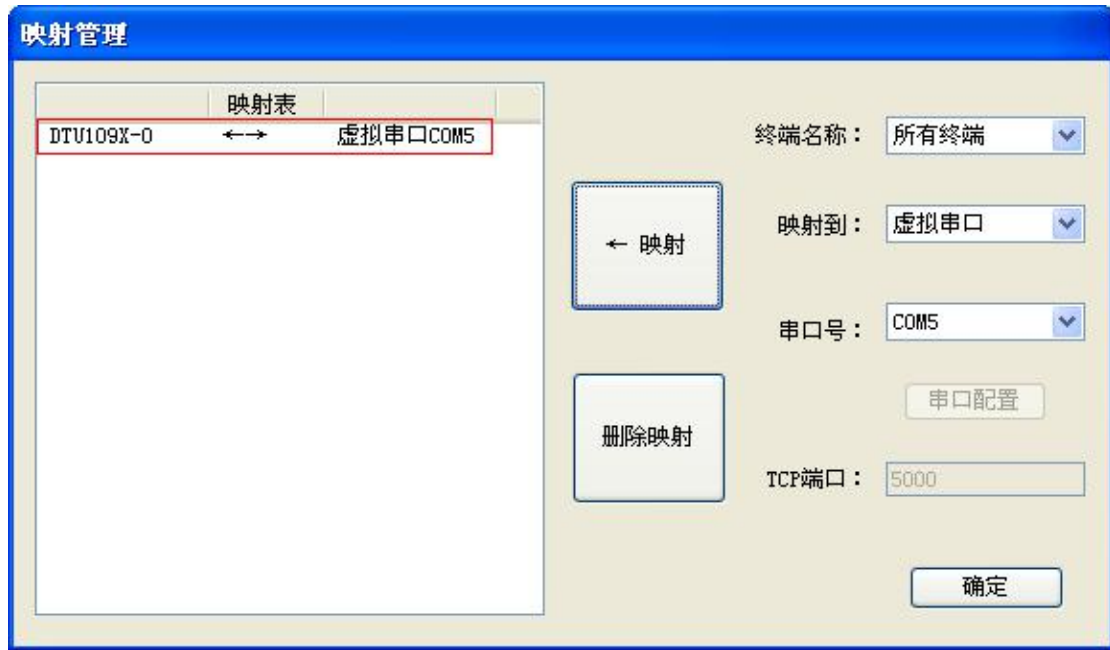 映射管理
映射表
DTU109X-0 ←→ 虚拟串口COM5
终端名称： 所有终端
← 映射
映射到： 虚拟串口
串口号： COM5
串口配置
删除映射
TCP端口： 5000
确定